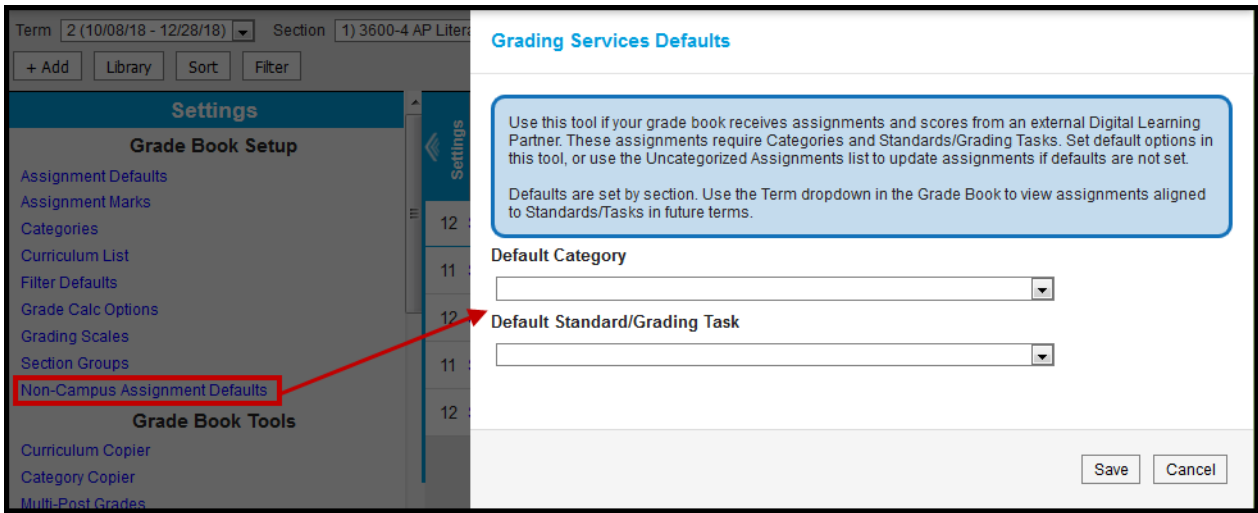 Term 2 (10/08/18 - 12/28/18) Section 1) 3600-4 AP Litera
+ Add Library Sort Filter
Settings
Grade Book Setup
Assignment Defaults
Assignment Marks
Categories
Curriculum List
Filter Defaults
Grade Calc Options
Grading Scales
Section Groups
Non-Campus Assignment Defaults
Grade Book Tools
Curriculum Copier
Category Copier
Multi-Post Grades
Settings
12
11
12
11
12
Grading Services Defaults
Use this tool if your grade book receives assignments and scores from an external Digital Learning
Partner. These assignments require Categories and Standards/Grading Tasks. Set default options in
this tool, or use the Uncategorized Assignments list to update assignments if defaults are not set.
Defaults are set by section. Use the Term dropdown in the Grade Book to view assignments aligned
to Standards/Tasks in future terms.
Default Category
Default Standard/Grading Task
Save Cancel